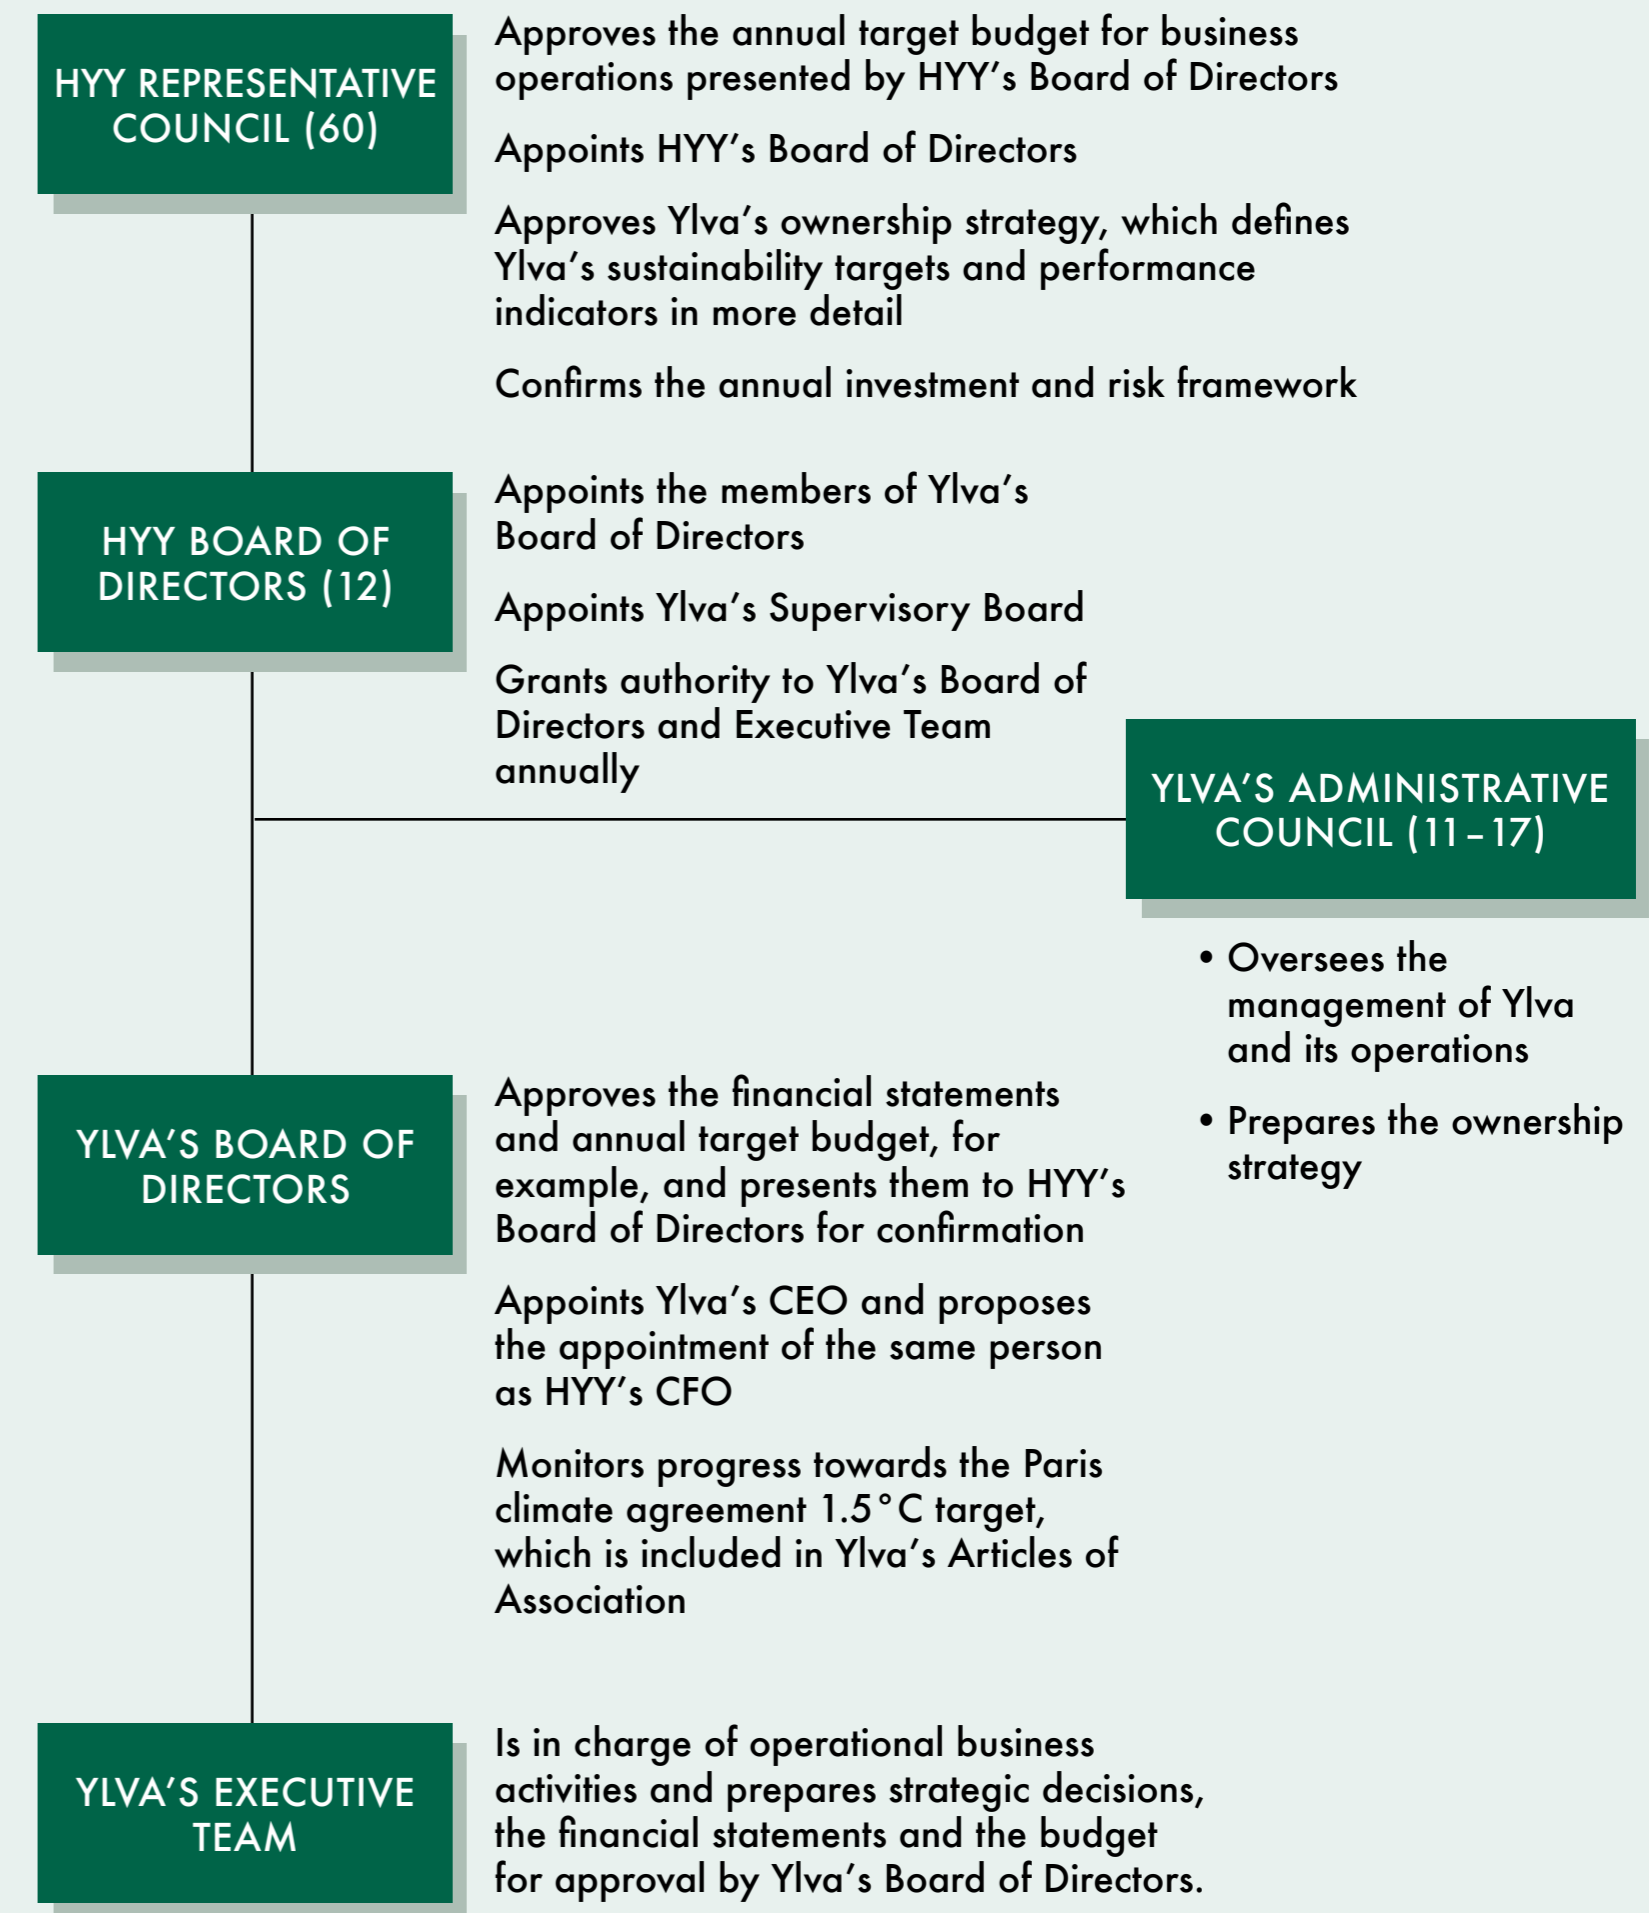 HYY REPRESENTATIVE
COUNCIL (60)
Approves the annual target budget for business
operations presented by HYY’s Board of Directors
Appoints HYY’s Board of Directors
Approves Ylva’s ownership strategy, which defines
Ylva’s sustainability targets and performance
indicators in more detail
Confirms the annual investment and risk framework
HYY BOARD OF
DIRECTORS (12)
Appoints the members of Ylva’s
Board of Directors
Appoints Ylva’s Supervisory Board
Grants authority to Ylva’s Board of
Directors and Executive Team
annually
YLVA’S ADMINISTRATIVE
COUNCIL (11–17)
• Oversees the
management of Ylva
and its operations
• Prepares the ownership
strategy
YLVA’S BOARD OF
DIRECTORS
Approves the financial statements
and annual target budget, for
example, and presents them to HYY’s
Board of Directors for confirmation
Appoints Ylva’s CEO and proposes
the appointment of the same person
as HYY’s CFO
Monitors progress towards the Paris
climate agreement 1.5°C target,
which is included in Ylva’s Articles of
Association
YLVA’S EXECUTIVE
TEAM
Is in charge of operational business
activities and prepares strategic decisions,
the financial statements and the budget
for approval by Ylva’s Board of Directors.